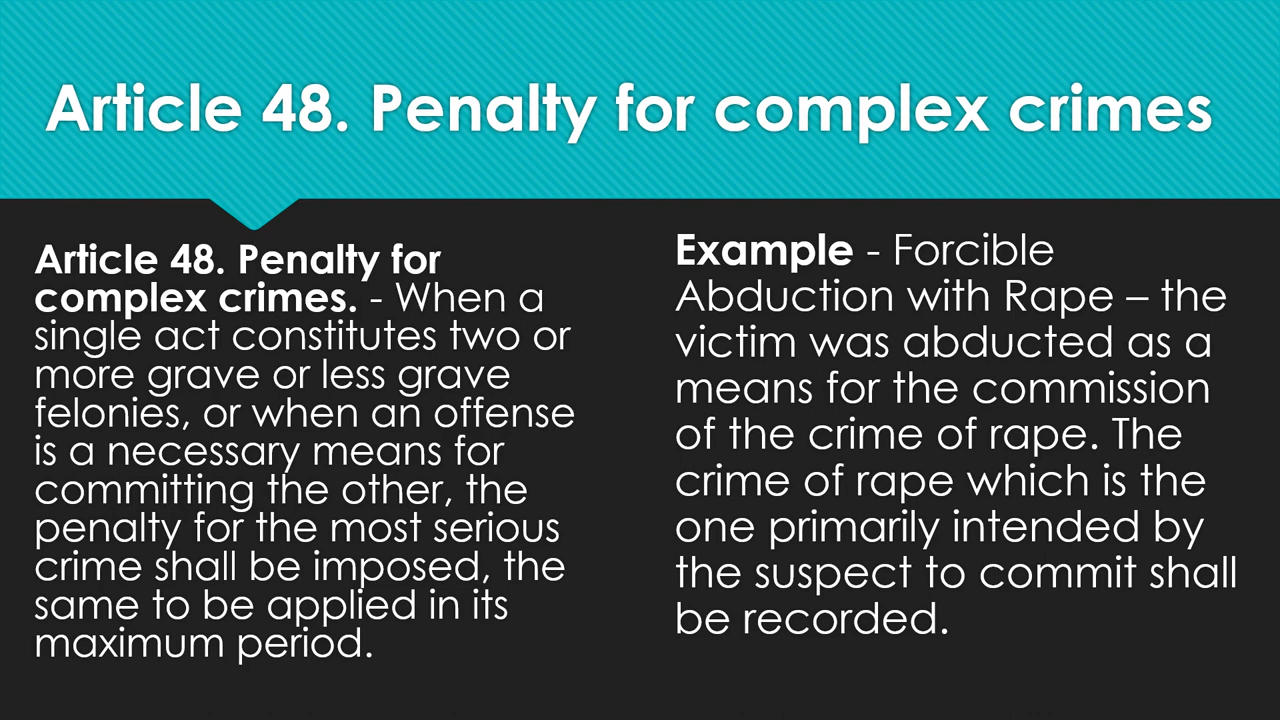 Article 48. Penalty for complex crimes
Article 48. Penalty for
complex crimes. - When a
single act constitutes two or
more grave or less grave
felonies, or when an offense
is a necessary means for
committing the other, the
penalty for the most serious
crime shall be imposed, the
same to be applied in its
maximum period.
Example - Forcible
Abduction with Rape – the
victim was abducted as a
means for the commission
of the crime of rape. The
crime of rape which is the
one primarily intended by
the suspect to commit shall
be recorded.